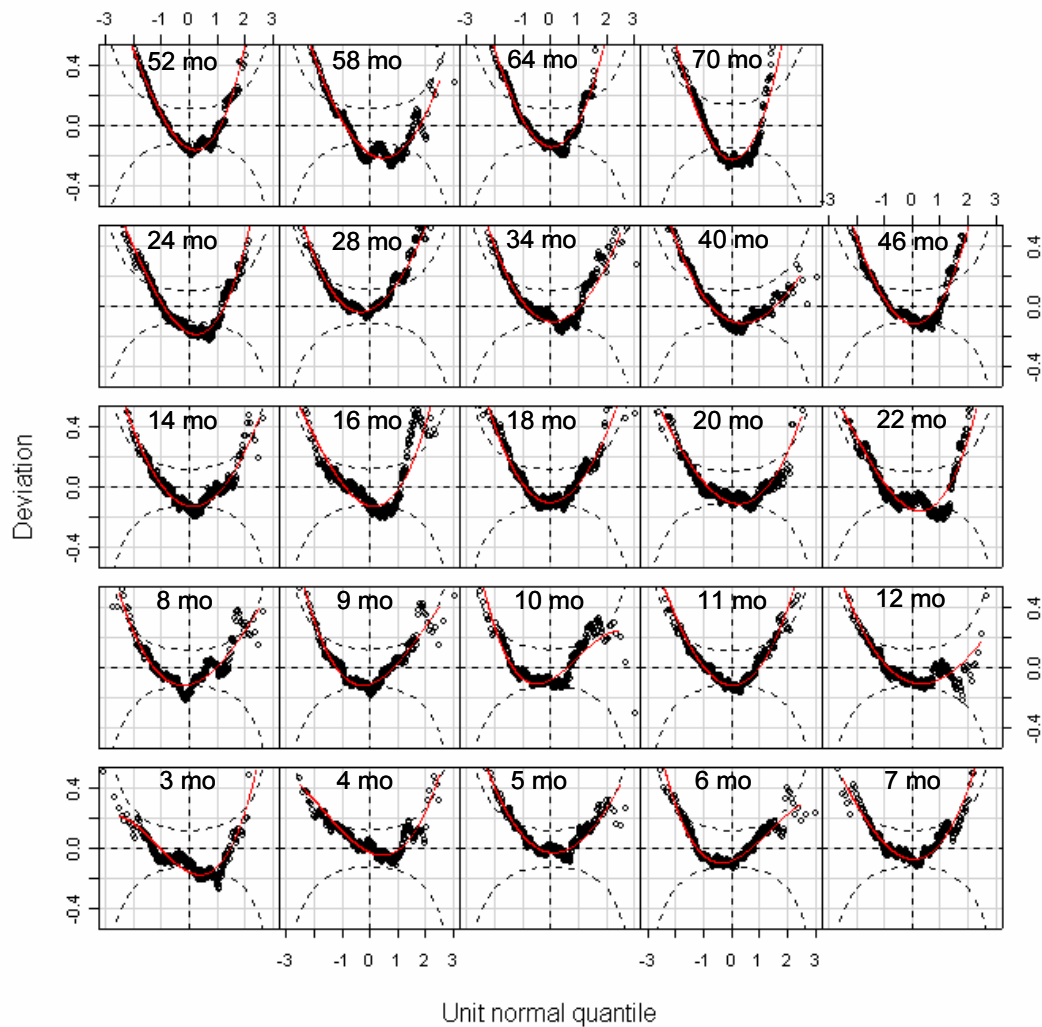 -3 -1 0 1 2 3 -3 -1 0 1 2 3
52 mo 58 mo 64 mo 70 mo
0.4
0.0
-0.4
-3 -1 0 1 2 3
24 mo 28 mo 34 mo 40 mo 46 mo
0.4
0.0
-0.4
14 mo 16 mo 18 mo 20 mo 22 mo
0.4
0.0
-0.4
Deviation
8 mo 9 mo 10 mo 11 mo 12 mo
0.4
0.0
-0.4
3 mo 4 mo 5 mo 6 mo 7 mo
0.4
0.0
-0.4
-3 -1 0 1 2 3 -3 -1 0 1 2 3
Unit normal quantile